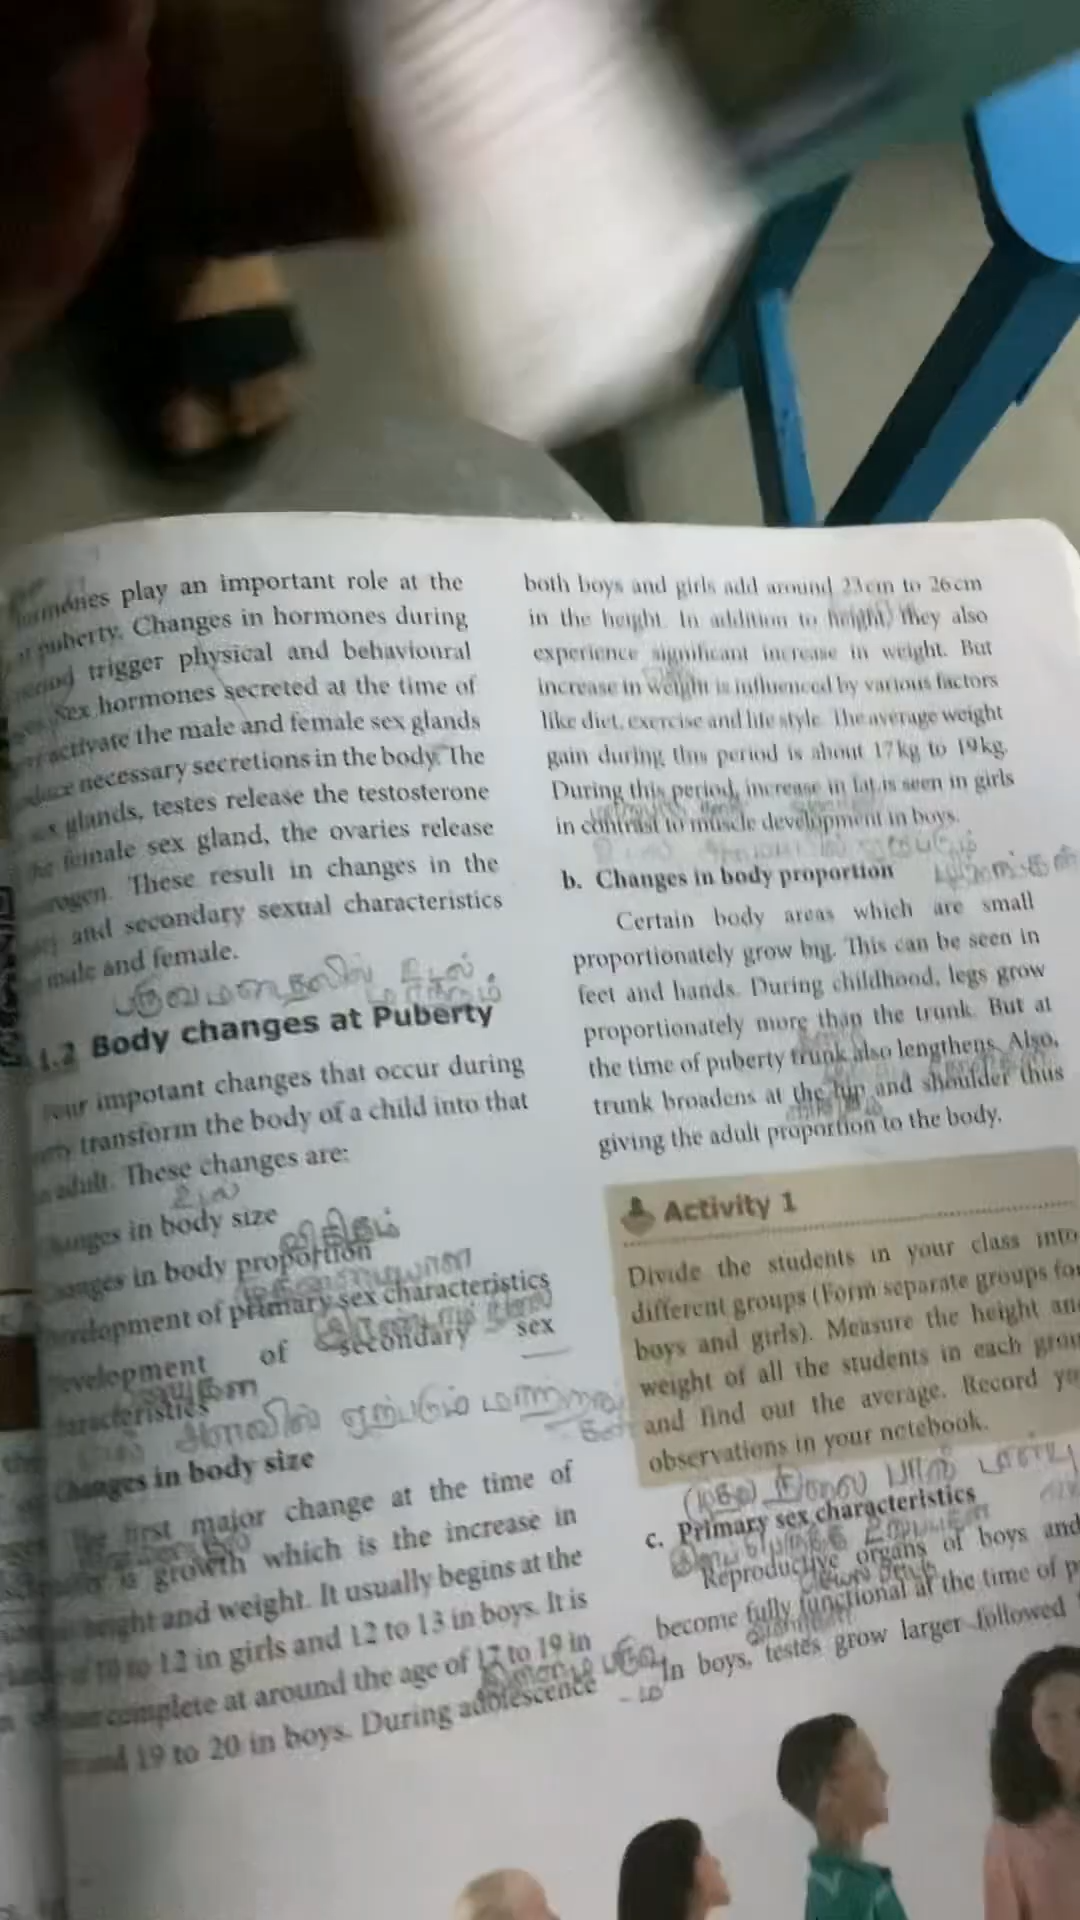 play an important role at the
puberty. Changes in hormones during
trigger physical and behavioural
Sex hormones secreted at the time of
activate the male and female sex glands
necessary secretions in the body. The
glands, testes release the testosterone
female sex gland, the ovaries release
These result in changes in the
and secondary sexual characteristics
male and female.
பருவமடைதலில் உடல்
மாற்றம்
1.2 Body changes at Puberty
impotant changes that occur during
transform the body of a child into that
adult. These changes are:
in body size
விகிதம்
in body proportion
of primary sex characteristics
of secondary sex
அளவில் ஏற்படும்
Changes in body size
The first major change at the time of
is growth which is the increase in
height and weight. It usually begins at the
10 to 12 in girls and 12 to 13 in boys. It is
complete at around the age of 17 to 19 in
and 19 to 20 in boys. During adolescence
both boys and girls add around 23cm to 26cm
in the height. In addition to height, they also
experience significant increase in weight. But
increase in weight is influenced by various factors
like diet, exercise and life style. The average weight
gain during this period is about 17kg to 19kg.
During this period, increase in fat is seen in girls
in contrast to muscle development in boys.
b. Changes in body proportion
Certain body areas which are small
proportionately grow big. This can be seen in
feet and hands. During childhood, legs grow
proportionately more than the trunk. But at
the time of puberty trunk also lengthens. Also,
trunk broadens at the hip and shoulder thus
giving the adult proportion to the body.
Activity 1
Divide the students in your class into
different groups (Form separate groups for
boys and girls). Measure the height and
weight of all the students in each
and find out the average. Record
observations in your notebook.
முதல் நிலை பால்
c. Primary sex characteristics
Reproductive organs of boys and
become fully functional at the time of
In boys, testes grow larger followed